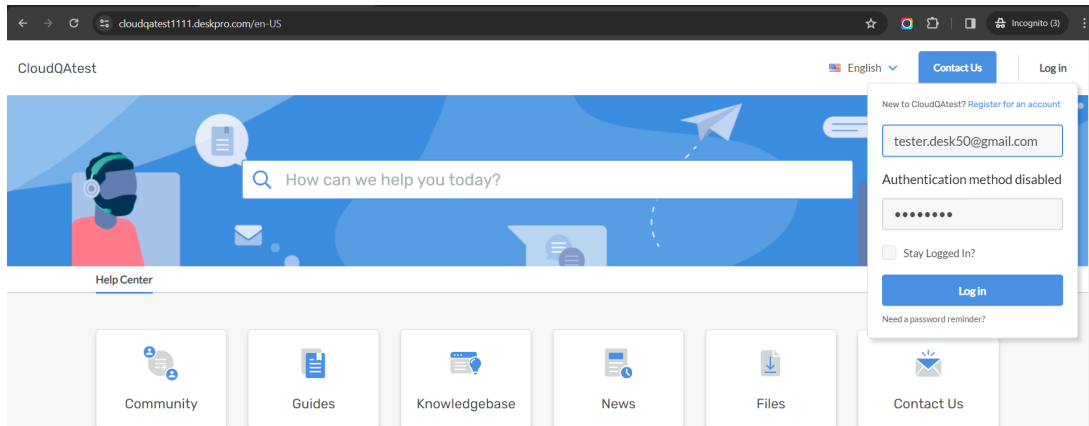 cloudqatest1111.deskpro.com/en-US
Incognito (3)
CloudQAtest
English
Contact Us
Log in
New to CloudQAtest? Register for an account
tester.desk50@gmail.com
Authentication method disabled
Stay Logged In?
Log in
Need a password reminder?
How can we help you today?
Help Center
Community
Guides
Knowledgebase
News
Files
Contact Us